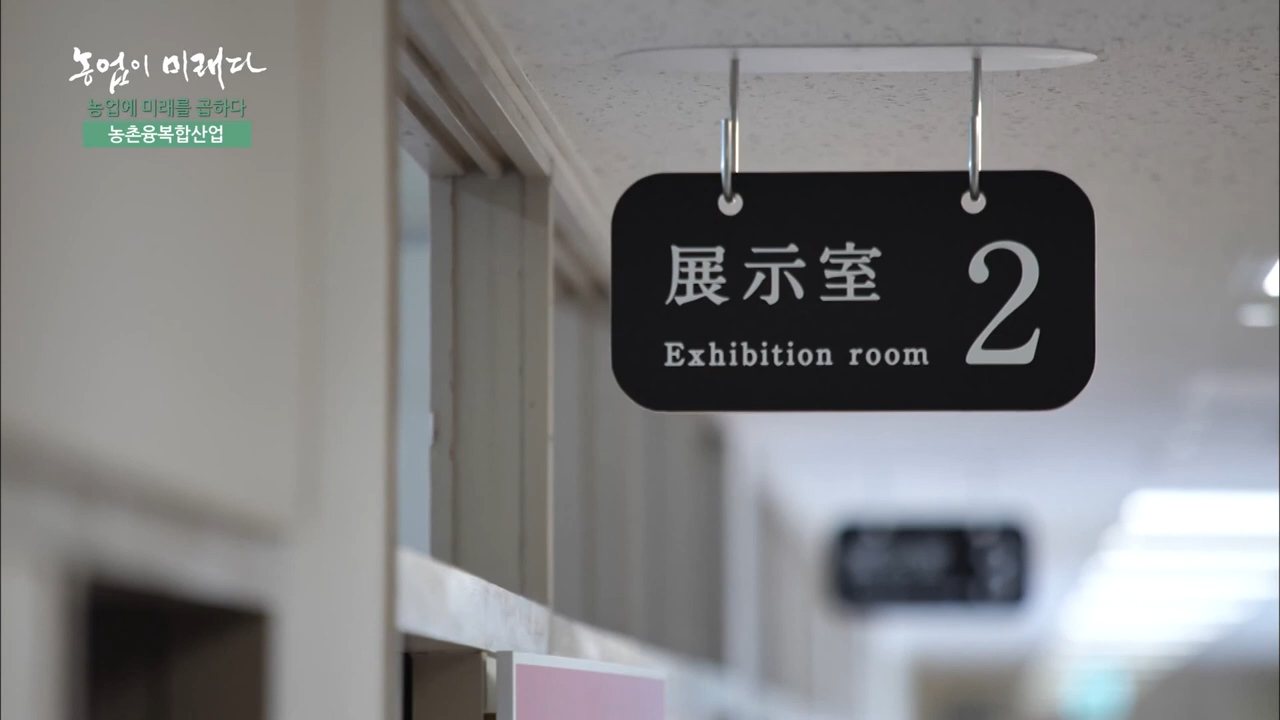 농업이 미래다
농업에 미래를 곱하다
농촌융복합산업
展示室 2
Exhibition room